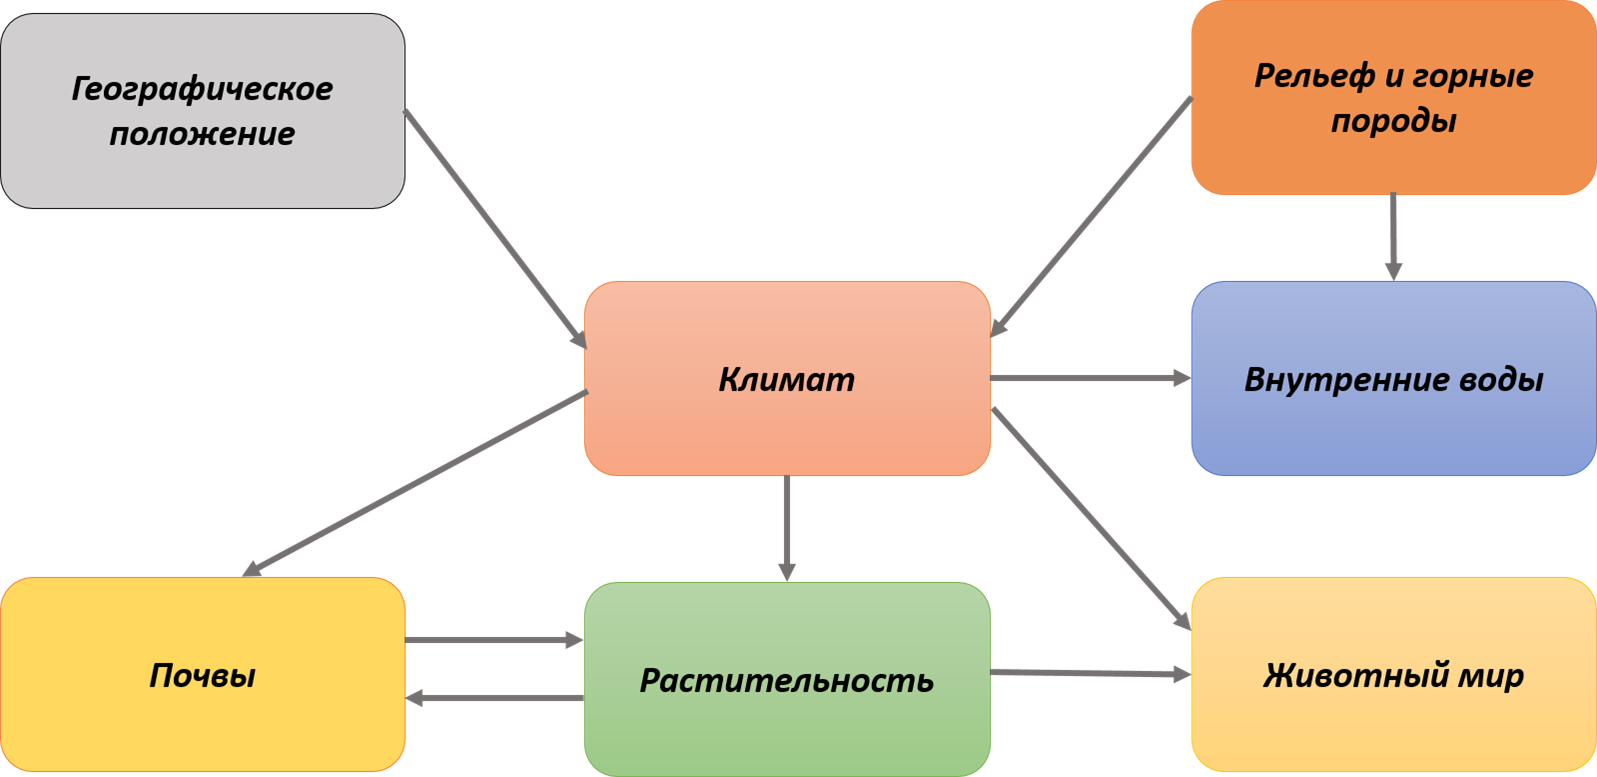 Географическое
положение
Рельеф и горные
породы
Климат
Внутренние воды
Почвы
Растительность
Животный мир